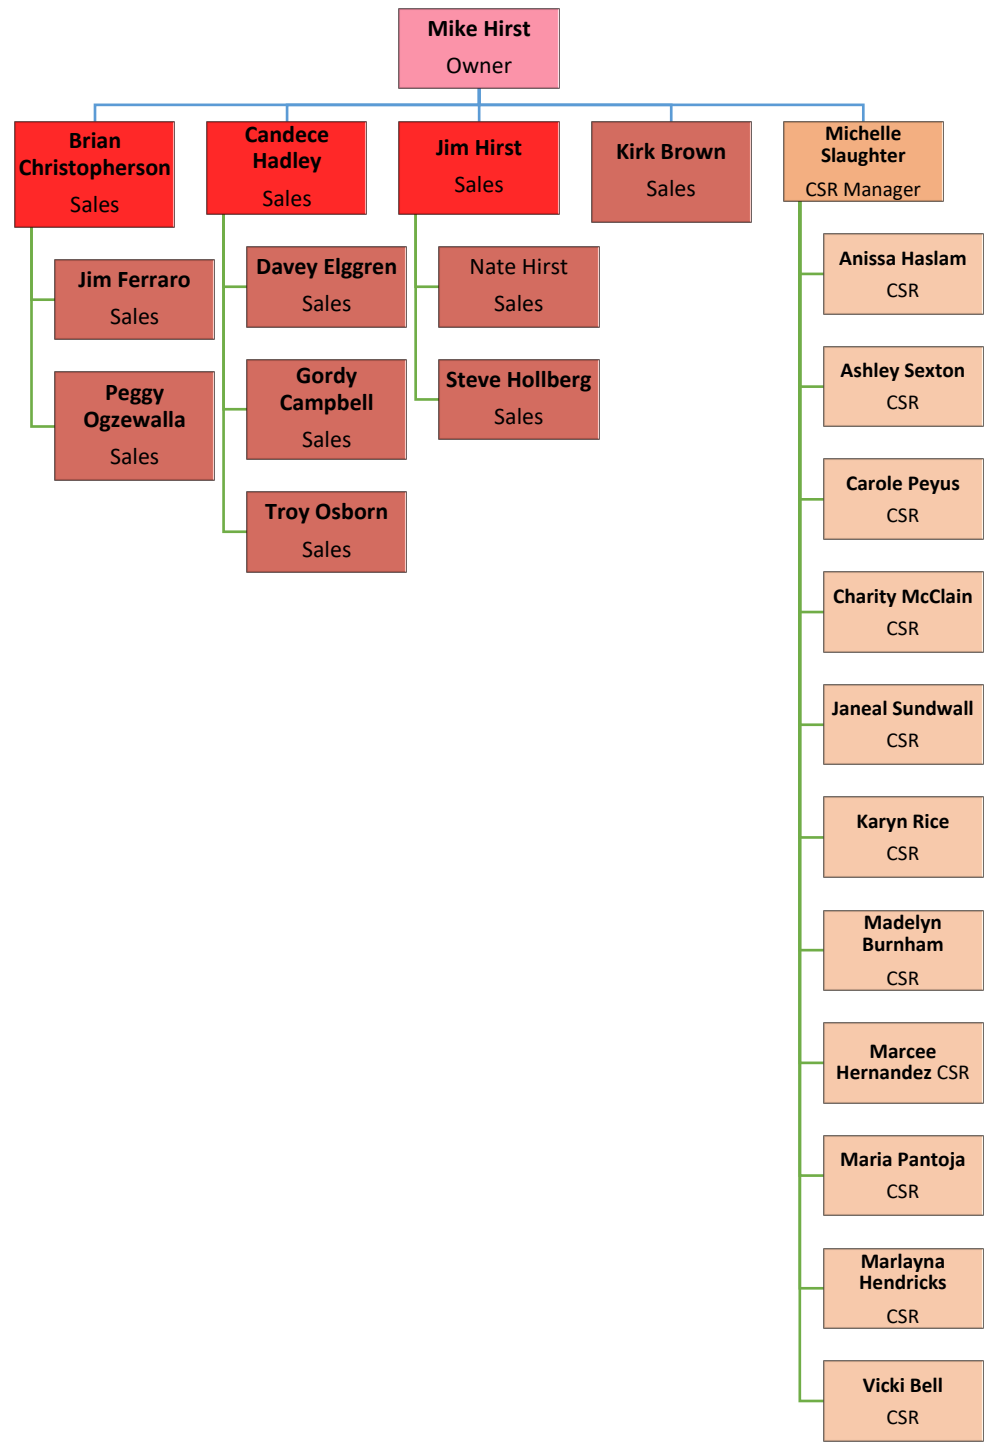 Mike Hirst
Owner
Brian
Christopherson
Sales
Jim Ferraro
Sales
Peggy
Ogzewalla
Sales
Candece
Hadley
Sales
Davey Elggren
Sales
Gordy
Campbell
Sales
Troy Osborn
Sales
Jim Hirst
Sales
Nate Hirst
Sales
Steve Hollberg
Sales
Kirk Brown
Sales
Michelle
Slaughter
CSR Manager
Anissa Haslam
CSR
Ashley Sexton
CSR
Carole Peyus
CSR
Charity McClain
CSR
Janeal Sundwall
CSR
Karyn Rice
CSR
Madelyn
Burnham
CSR
Marcee
Hernandez CSR
Maria Pantoja
CSR
Marlayna
Hendricks
CSR
Vicki Bell
CSR